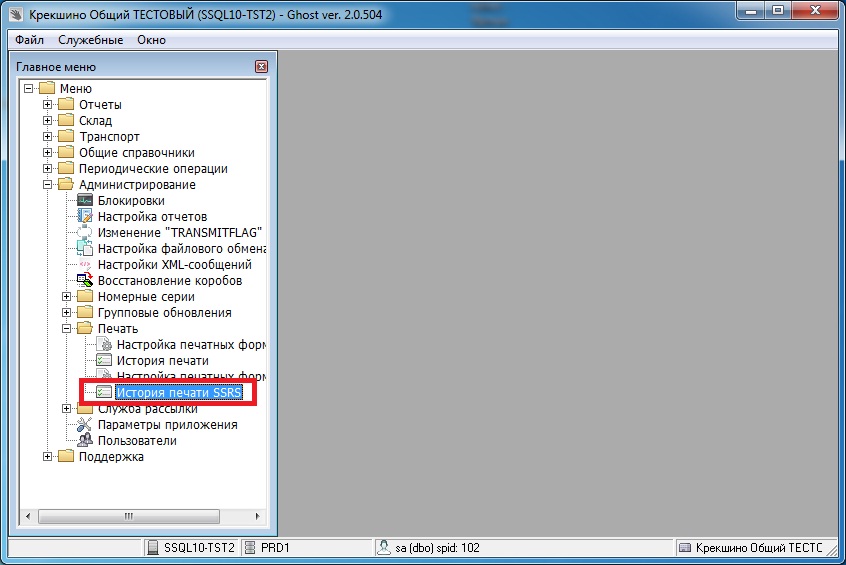 Крекшино Общий ТЕСТОВЫЙ (SSQL10-TST2) - Ghost ver. 2.0.504
Файл Служебные Окно
Главное меню
Меню
Отчеты
Склад
Транспорт
Общие справочники
Периодические операции
Администрирование
Блокировки
Настройка отчетов
Изменение "TRANSMITFLAG"
Настройка файлового обмена
Настройки XML-сообщений
Восстановление коробов
Номерные серии
Групповые обновления
Печать
Настройка печатных форм
История печати
Настройка печатных форм
История печати SSRS
Служба рассылки
Параметры приложения
Пользователи
Поддержка
SSQL10-TST2 PRD1 sa (dbo) spid: 102 Крекшино Общий ТЕСТС